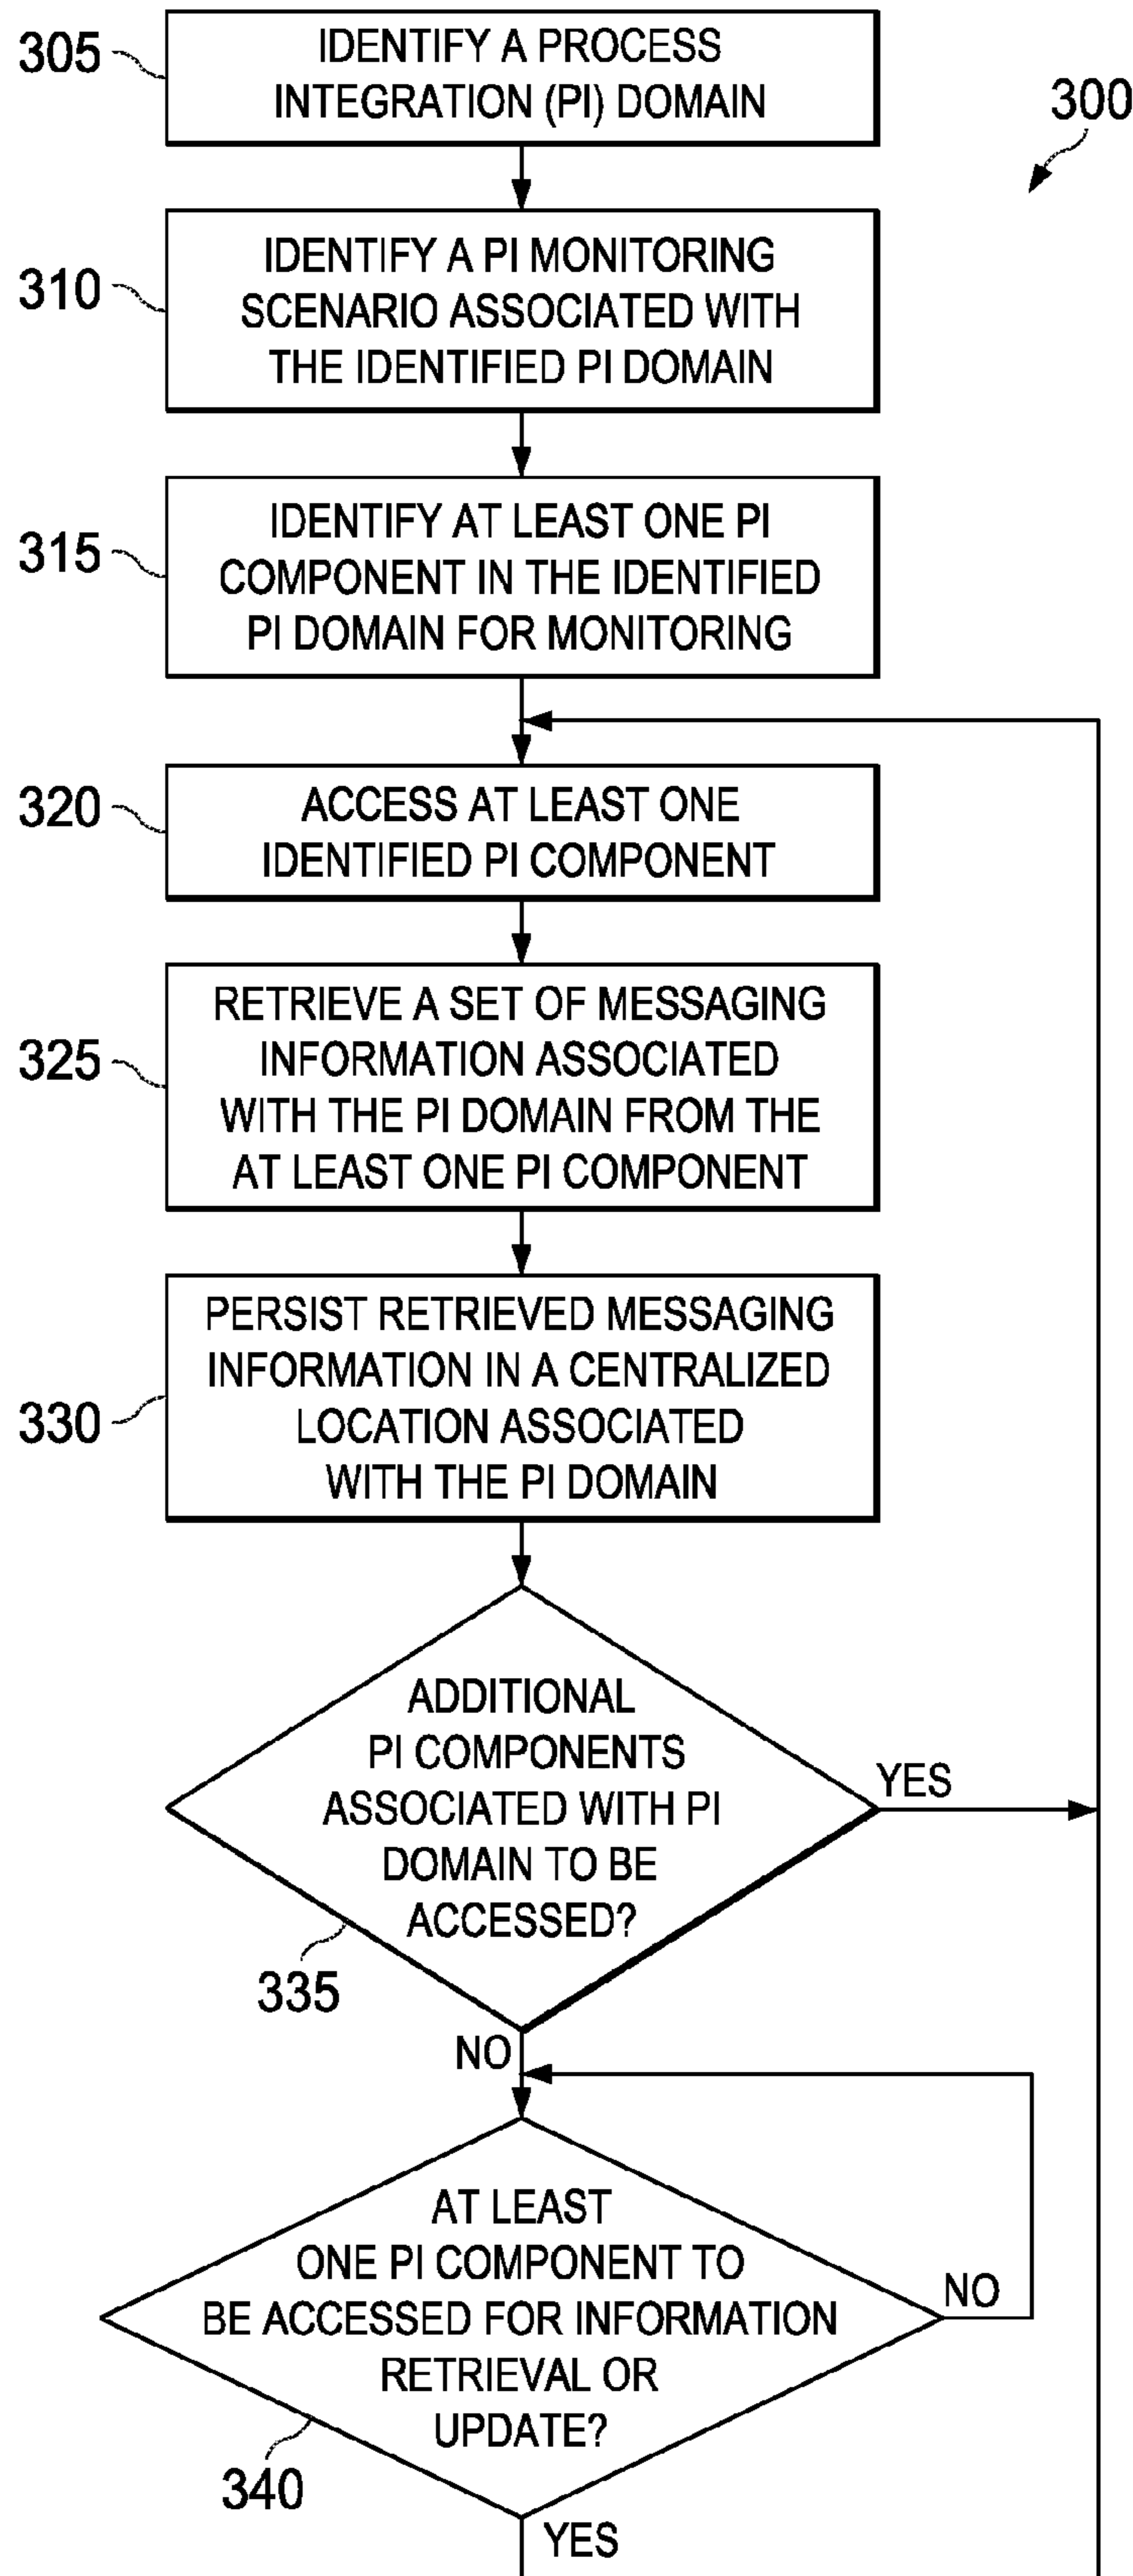 305
IDENTIFY A PROCESS
INTEGRATION (PI) DOMAIN
300
310
IDENTIFY A PI MONITORING
SCENARIO ASSOCIATED WITH
THE IDENTIFIED PI DOMAIN
315
IDENTIFY AT LEAST ONE PI
COMPONENT IN THE IDENTIFIED
PI DOMAIN FOR MONITORING
320
ACCESS AT LEAST ONE
IDENTIFIED PI COMPONENT
325
RETRIEVE A SET OF MESSAGING
INFORMATION ASSOCIATED
WITH THE PI DOMAIN FROM THE
AT LEAST ONE PI COMPONENT
330
PERSIST RETRIEVED MESSAGING
INFORMATION IN A CENTRALIZED
LOCATION ASSOCIATED
WITH THE PI DOMAIN
ADDITIONAL
PI COMPONENTS
ASSOCIATED WITH PI
DOMAIN TO BE
ACCESSED?
YES
335
NO
AT LEAST
ONE PI COMPONENT TO
BE ACCESSED FOR INFORMATION
RETRIEVAL OR
UPDATE?
NO
340
YES